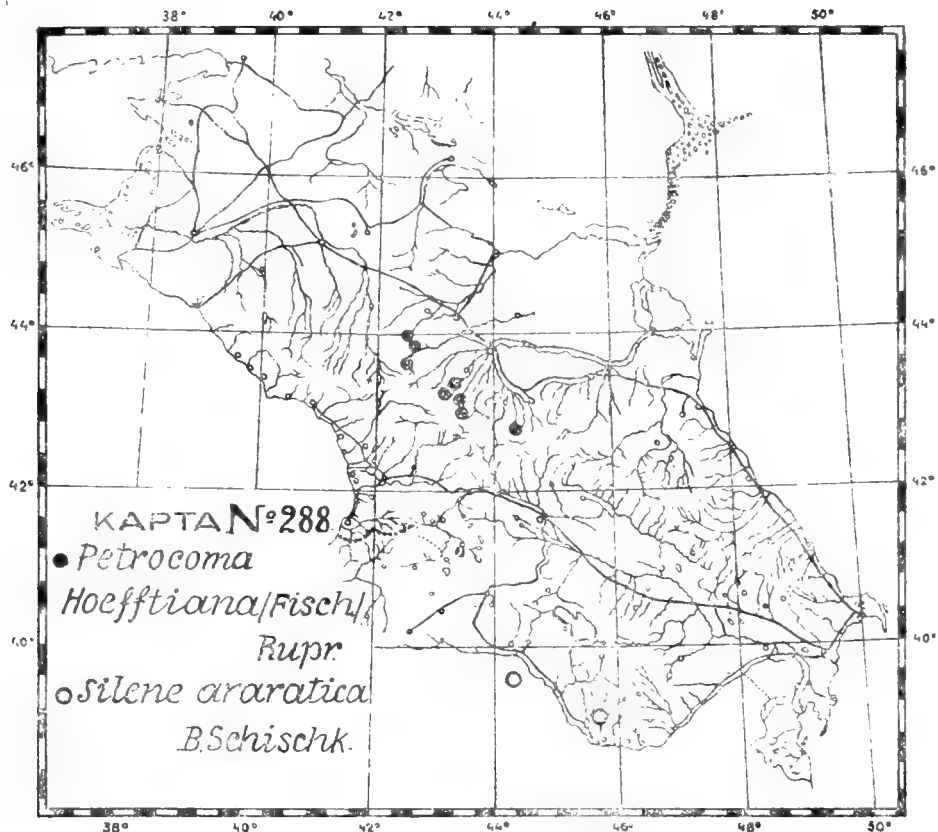 38° 40° 42° 44° 46° 48° 50°
46° 46°
44° 44°
42° 42°
КАРТА №288
Petrocoma
Hoefftiana/Fisch/
Rupr.
40° 40°
Silene araratica
B.Schischk.
38° 40° 42° 44° 46° 48° 50°